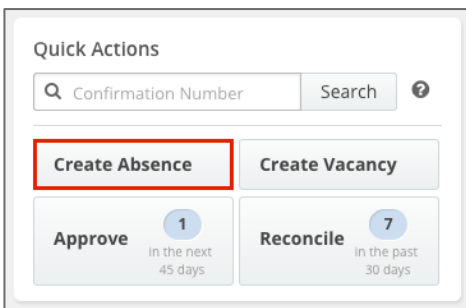 Quick Actions
Confirmation Number Search
Create Absence Create Vacancy
Approve 1 in the next 45 days
Reconcile 7 in the past 30 days